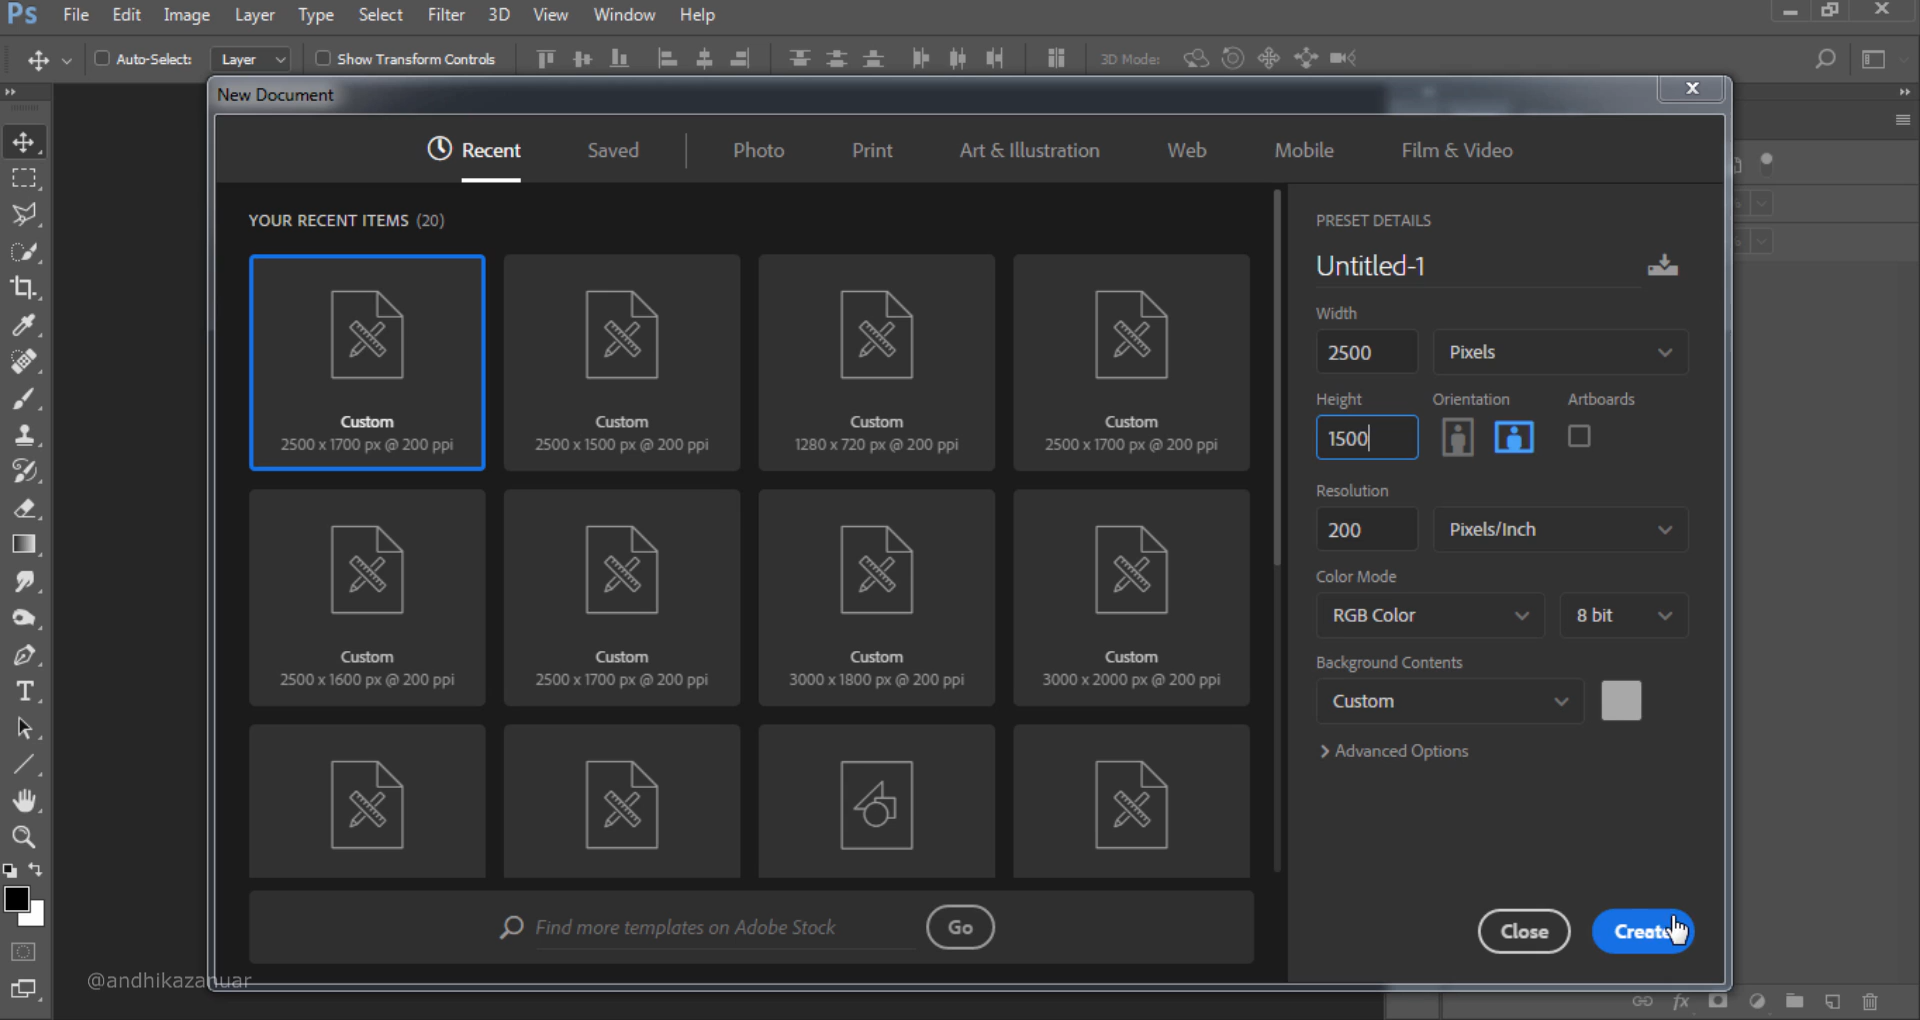 Ps File Edit Image Layer Type Select Filter 3D View Window Help
Auto-Select: Layer Show Transform Controls 3D Mode:
New Document
Recent Saved Photo Print Art & Illustration Web Mobile Film & Video
YOUR RECENT ITEMS (20)
Custom
2500 x 1700 px @ 200 ppi
Custom
2500 x 1500 px @ 200 ppi
Custom
1280 x 720 px @ 200 ppi
Custom
2500 x 1700 px @ 200 ppi
Custom
2500 x 1600 px @ 200 ppi
Custom
2500 x 1700 px @ 200 ppi
Custom
3000 x 1800 px @ 200 ppi
Custom
3000 x 2000 px @ 200 ppi
Find more templates on Adobe Stock Go
PRESET DETAILS
Untitled-1
Width
2500 Pixels
Height Orientation Artboards
1500
Resolution
200 Pixels/Inch
Color Mode
RGB Color 8 bit
Background Contents
Custom
Advanced Options
Close Create
@andhikazanuar
fx